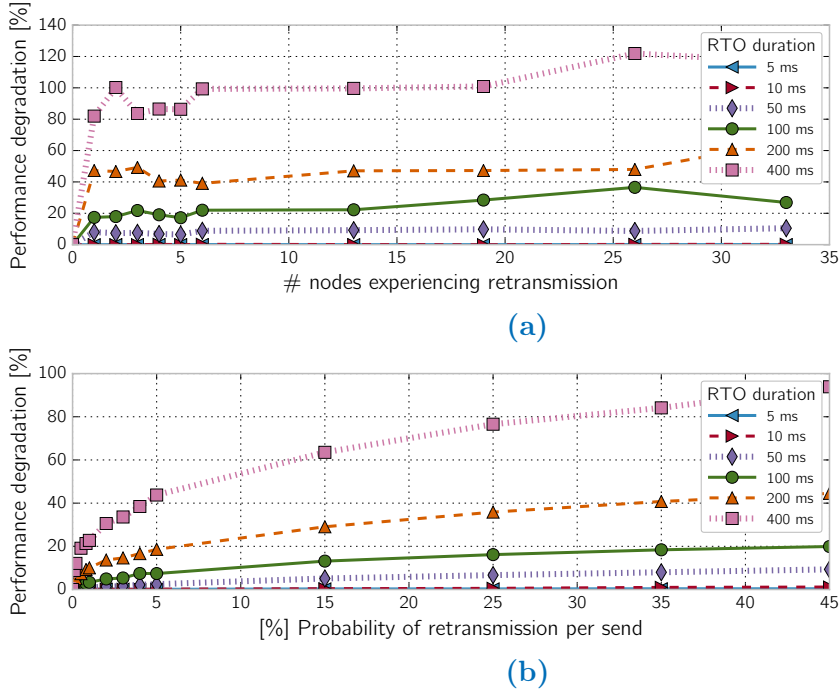 Performance degradation [%]
140
120
100
80
60
40
20
0
RTO duration
5 ms
10 ms
50 ms
100 ms
200 ms
400 ms
0 5 10 15 20 25 30 35
# nodes experiencing retransmission
(a)
Performance degradation [%]
100
80
60
40
20
0
RTO duration
5 ms
10 ms
50 ms
100 ms
200 ms
400 ms
0 5 10 15 20 25 30 35 40 45
[%] Probability of retransmission per send
(b)